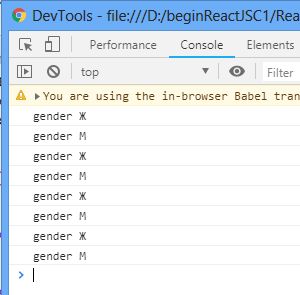 DevTools - file:///D:/beginReactJSC1/Rea
Performance Console Elements
top Filter
You are using the in-browser Babel tran
gender Ж
gender М
gender Ж
gender М
gender Ж
gender М
gender Ж
gender М